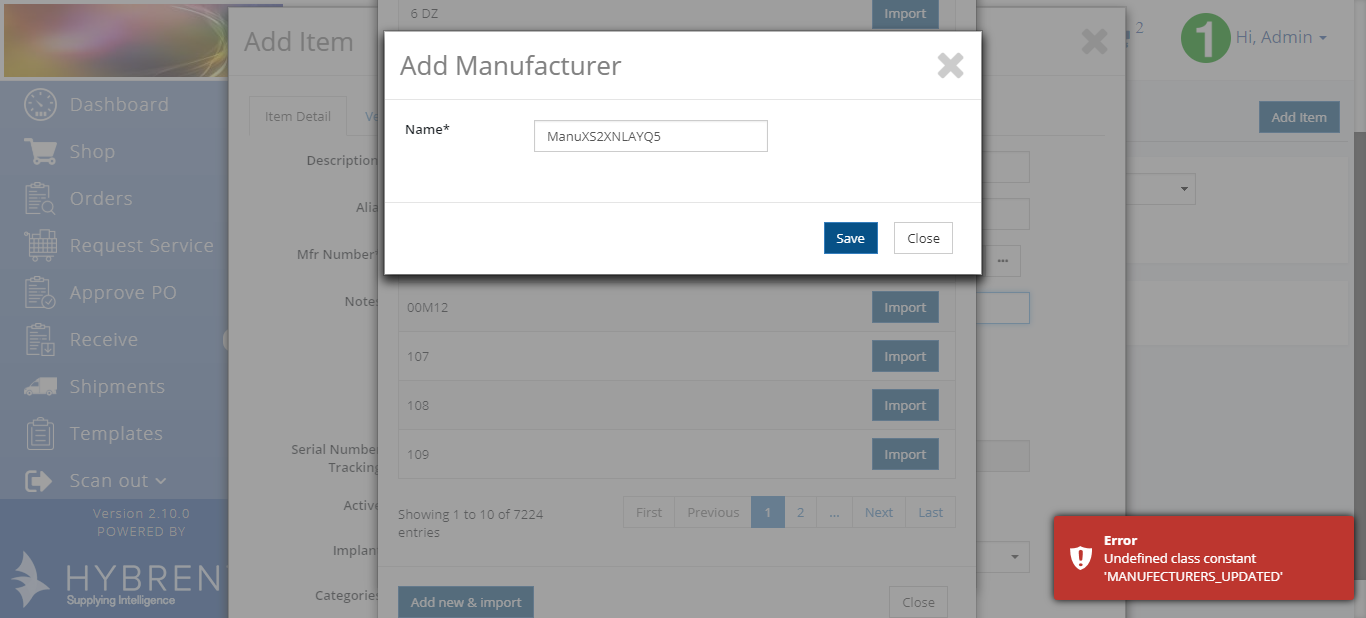 6 DZ
Import
Add Item
2
1
Hi, Admin
Add Manufacturer
Dashboard
Item Detail
Ve
Add Item
Name*
ManuXS2XNLAYQ5
Shop
Description
Orders
Alia
Save
Close
Request Service
Mfr Number*
...
Approve PO
Notes
00M12
Import
Receive
107
Import
Shipments
108
Import
Templates
Serial Number
Tracking
109
Import
Scan out
Active
Showing 1 to 10 of 7224
entries
First
Previous
1
2
...
Next
Last
Version 2.10.0
POWERED BY
HYBREN
Supplying Intelligence
Implan
Categories
Add new & import
Close
Error
Undefined class constant
'MANUFECTURERS_UPDATED'